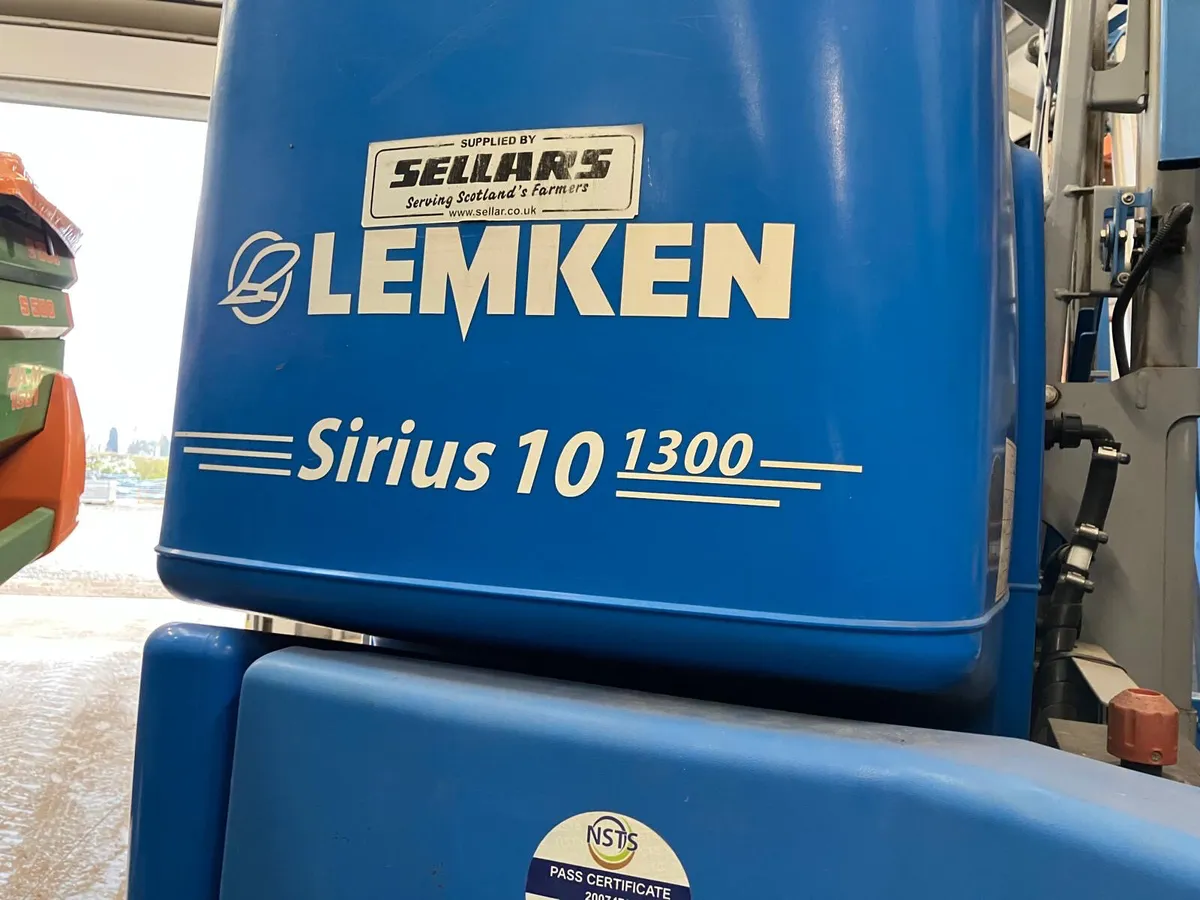 SUPPLIED BY
SELLARS
Serving Scotland's Farmers
www.sellar.co.uk
LEMKEN
Sirius 10 1300
NSTS
PASS CERTIFICATE